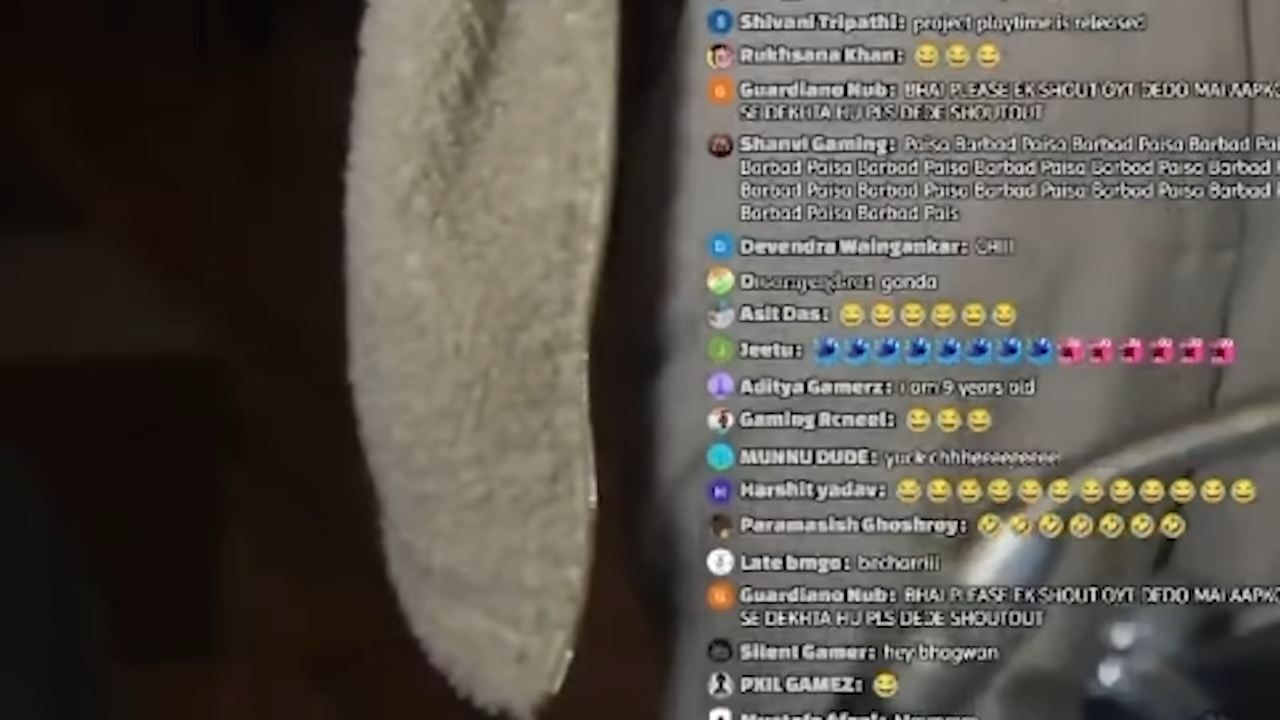 Shivani Tripathi: project playtime is released
Rukhsana Khan: 😂😂😂
Guardiano Nub: BHAI PLEASE EK SHOUT OYT DEDO MAI AAPKO
SE DEKHTA HU PLS DEDE SHOUTOUT
Shanvi Gaming: Paisa Barbad Paisa Barbad Paisa Barbad Pai
Barbad Paisa Barbad Paisa Barbad Paisa Barbad Paisa Barbad
Barbad Paisa Barbad Paisa Barbad Paisa Barbad Paisa Barbad
Barbad Paisa Barbad Pais
Devendra Waingankar: CHill
ganda
Asit Das: 😂😂😂😂😂😂
Jeetu:
Aditya Gamerz: i am 9 years old
Gaming Rcneel: 😂😂😂
MUNNU DUDE: yuck
Harshit yadav: 😂😂😂😂😂😂😂😂😂😂😂😂
Paramasish Ghoshroy: 🤣🤣🤣🤣🤣🤣🤣
Late bmgo:
Guardiano Nub: BHAI PLEASE EK SHOUT OYT DEDO MAI AAPKO
SE DEKHTA HU PLS DEDE SHOUTOUT
Silent Gamer: hey bhagwan
PXIL GAMEZ: 😂